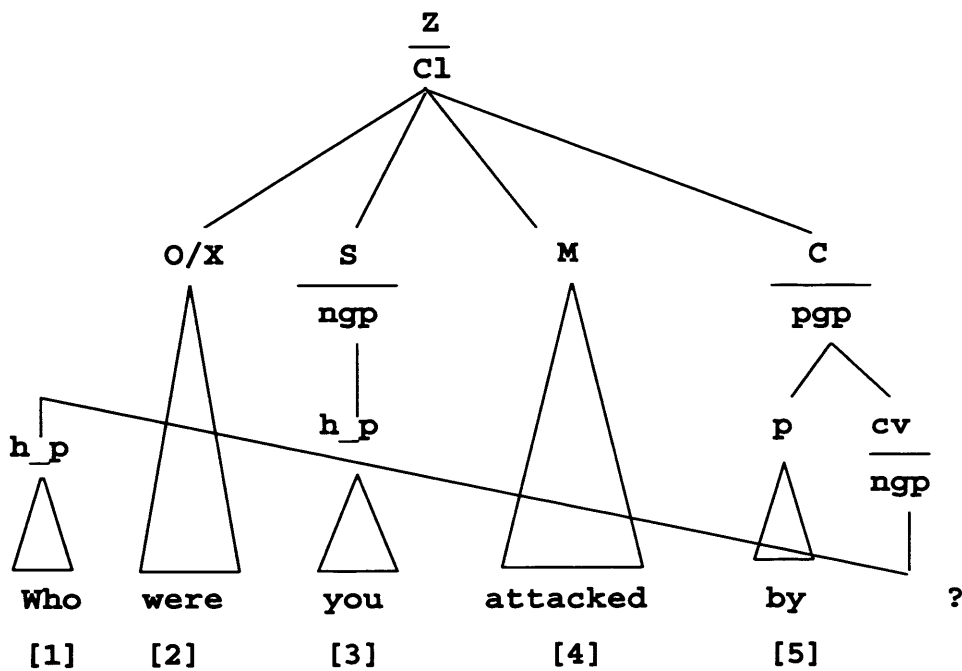 Z
Cl
O/X S M C
ngp pgp
h_p h_p p cv
ngp
Who were you attacked by ?
[1] [2] [3] [4] [5]